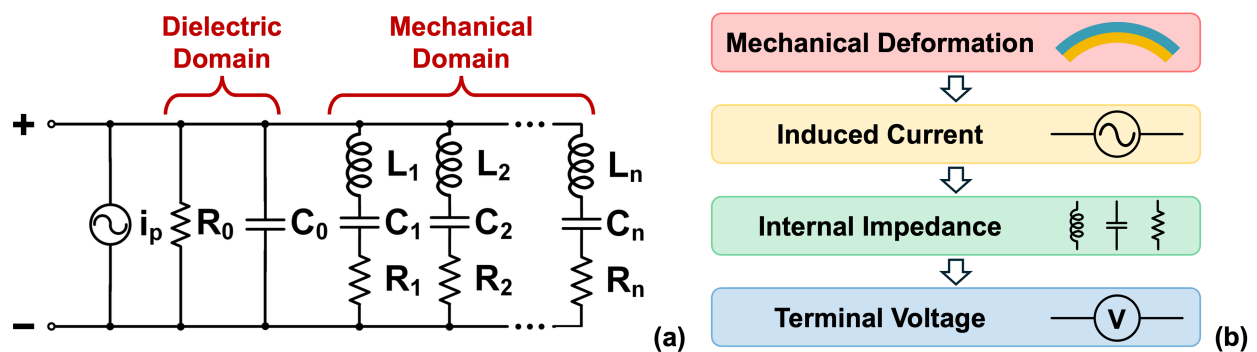 Dielectric
Domain
Mechanical
Domain
+
−
i_p
R_0
C_0
L_1
C_1
R_1
L_2
C_2
R_2
L_n
C_n
R_n
(a)
Mechanical Deformation
Induced Current
Internal Impedance
Terminal Voltage
V
(b)